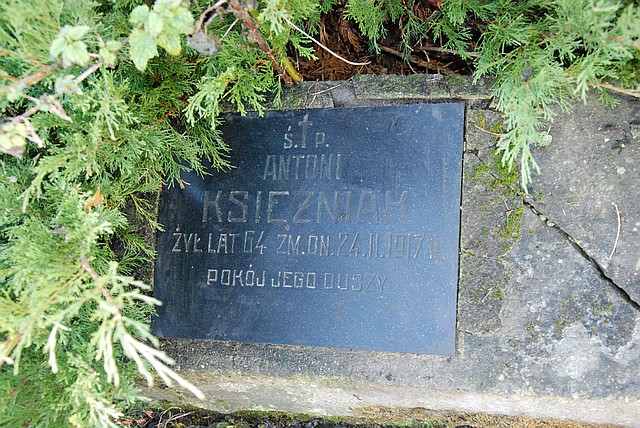 Ś.†P.
ANTONI
KSIĘŻNIAK
ŻYŁ LAT 64 ZM. DN. 24.II.1917 R.
POKÓJ JEGO DUSZY